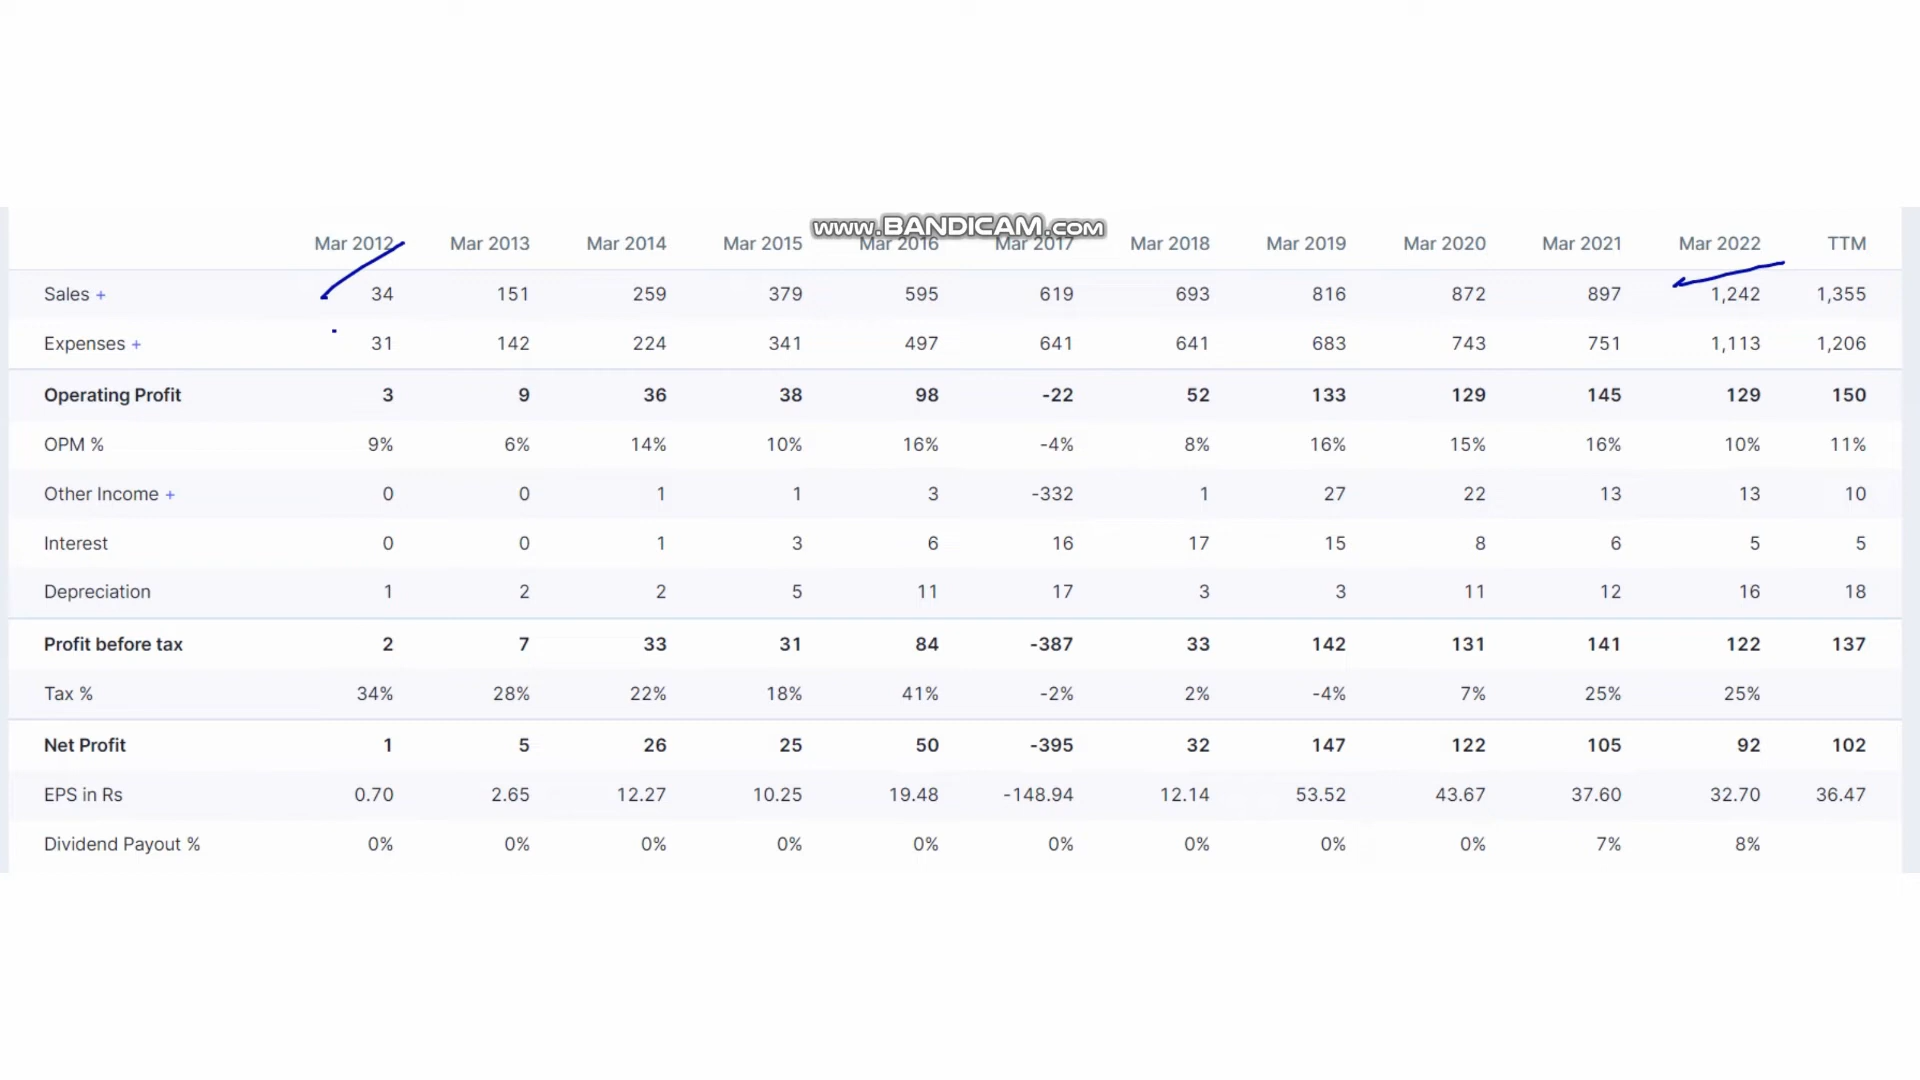 www.BANDICAM.com
Mar 2012 Mar 2013 Mar 2014 Mar 2015 Mar 2016 Mar 2017 Mar 2018 Mar 2019 Mar 2020 Mar 2021 Mar 2022 TTM
Sales + 34 151 259 379 595 619 693 816 872 897 1,242 1,355
Expenses + 31 142 224 341 497 641 641 683 743 751 1,113 1,206
Operating Profit 3 9 36 38 98 -22 52 133 129 145 129 150
OPM % 9% 6% 14% 10% 16% -4% 8% 16% 15% 16% 10% 11%
Other Income + 0 0 1 1 3 -332 1 27 22 13 13 10
Interest 0 0 1 3 6 16 17 15 8 6 5 5
Depreciation 1 2 2 5 11 17 3 3 11 12 16 18
Profit before tax 2 7 33 31 84 -387 33 142 131 141 122 137
Tax % 34% 28% 22% 18% 41% -2% 2% -4% 7% 25% 25%
Net Profit 1 5 26 25 50 -395 32 147 122 105 92 102
EPS in Rs 0.70 2.65 12.27 10.25 19.48 -148.94 12.14 53.52 43.67 37.60 32.70 36.47
Dividend Payout % 0% 0% 0% 0% 0% 0% 0% 0% 0% 7% 8%